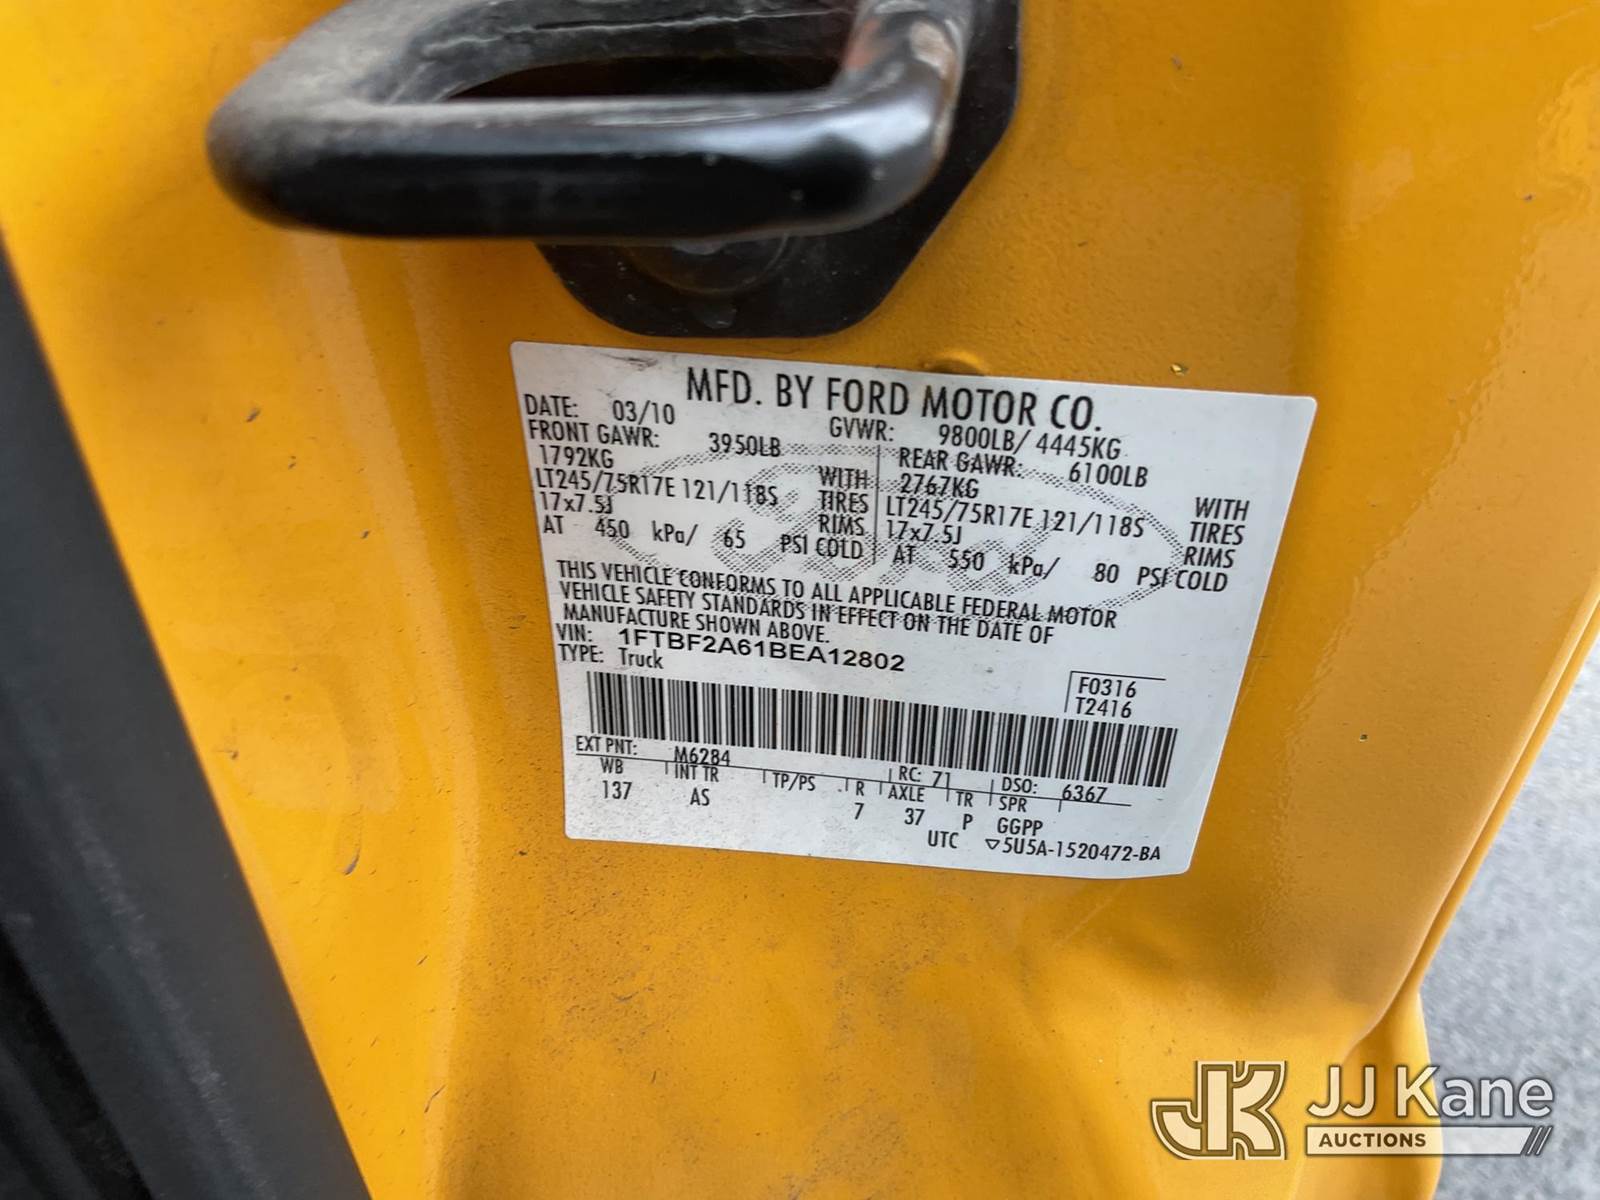 MFD. BY FORD MOTOR CO.
DATE: 03/10 GVWR: 9800LB/ 4445KG
FRONT GAWR: 3950LB REAR GAWR: 6100LB
1792KG WITH 2767KG WITH
LT245/75R17E 121/118S TIRES LT245/75R17E 121/118S TIRES
17x7.5J RIMS 17x7.5J RIMS
AT 450 kPa/ 65 PSI COLD AT 550 kPa/ 80 PSI COLD
THIS VEHICLE CONFORMS TO ALL APPLICABLE FEDERAL MOTOR
VEHICLE SAFETY STANDARDS IN EFFECT ON THE DATE OF
MANUFACTURE SHOWN ABOVE.
VIN: 1FTBF2A61BEA12802
TYPE: Truck
F0316
T2416
EXT PNT: M6284 RC: 71 DSO: 6367
WB INT TR TP/PS R AXLE TR SPR
137 AS 7 37 P GGPP
UTC ▽5U5A-1520472-BA
JK JJ Kane
AUCTIONS